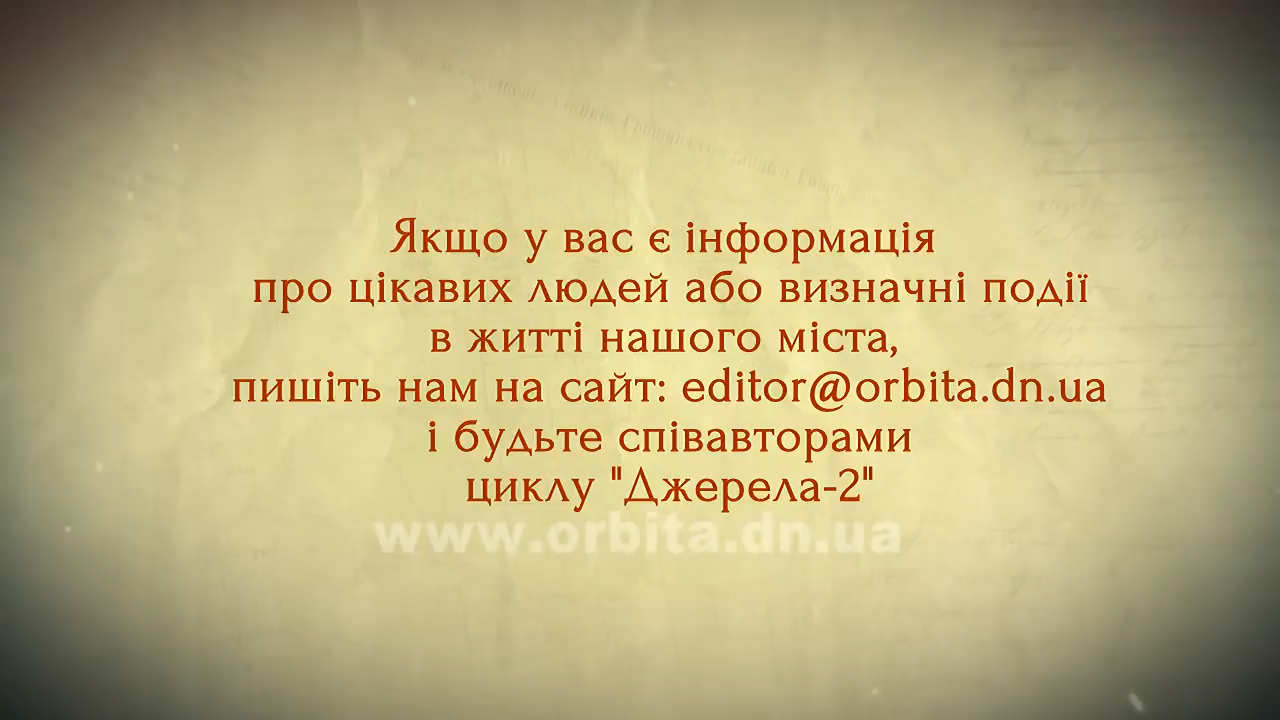 Якщо у вас є інформація
про цікавих людей або визначні події
в житті нашого міста,
пишіть нам на сайт: editor@orbita.dn.ua
і будьте співавторами
циклу "Джерела-2"
www.orbita.dn.ua